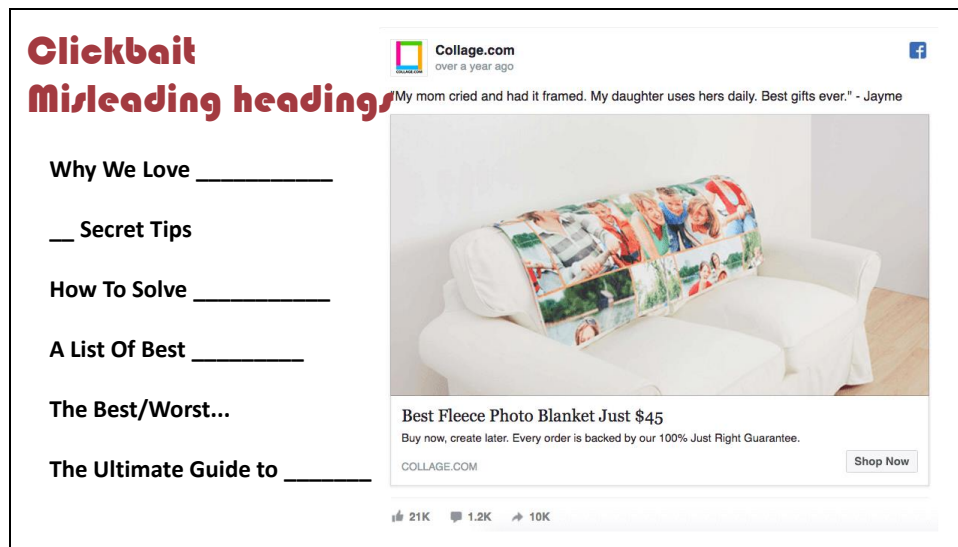 Clickbait
Misleading headings
Why We Love ___________
__ Secret Tips
How To Solve ___________
A List Of Best _________
The Best/Worst...
The Ultimate Guide to _______
COLLAGE.COM
Collage.com
over a year ago
"My mom cried and had it framed. My daughter uses hers daily. Best gifts ever." - Jayme
Best Fleece Photo Blanket Just $45
Buy now, create later. Every order is backed by our 100% Just Right Guarantee.
COLLAGE.COM
Shop Now
21K 1.2K 10K